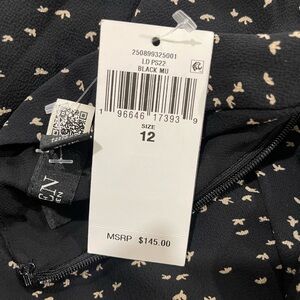 250899325001
LD PS22
BLACK MU
1 96646 17393 9
SIZE
12
MSRP $145.00